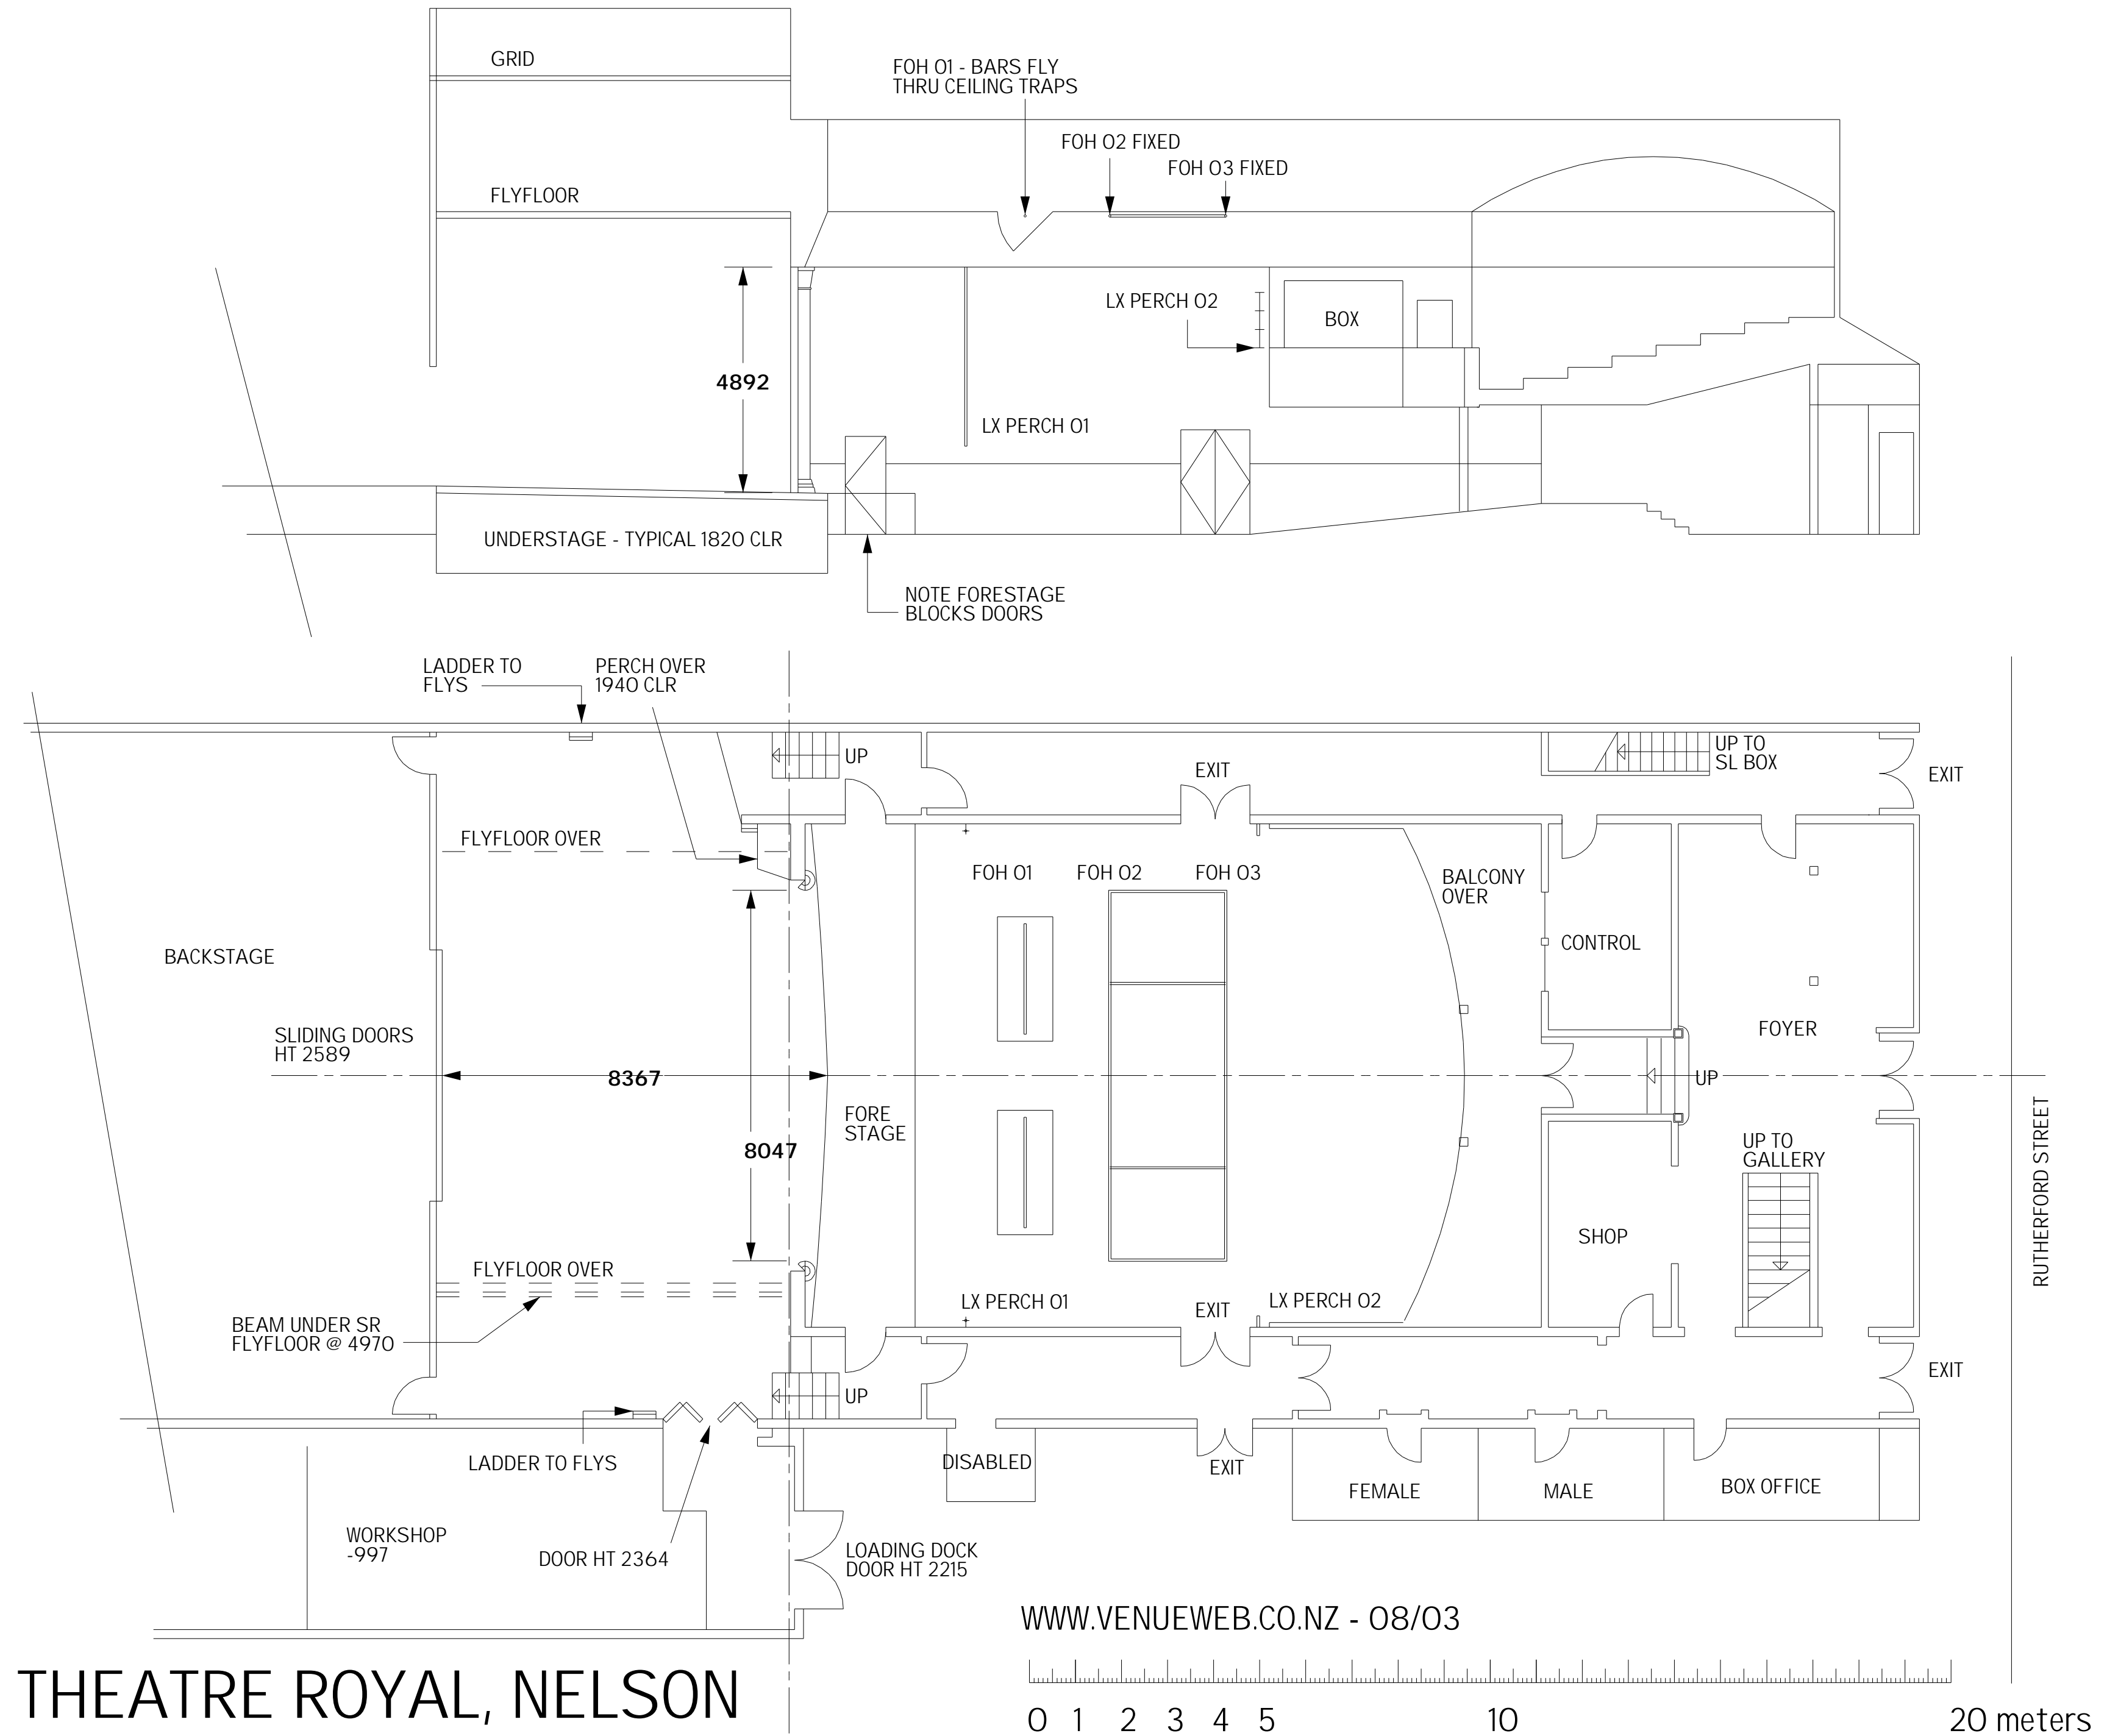 GRID
FOH 01 - BARS FLY
THRU CEILING TRAPS
FOH 02 FIXED
FOH 03 FIXED
FLYFLOOR
LX PERCH 02
BOX
4892
LX PERCH 01
UNDERSTAGE - TYPICAL 1820 CLR
NOTE FORESTAGE
BLOCKS DOORS
LADDER TO
FLYS
PERCH OVER
1940 CLR
UP
EXIT
UP TO
SL BOX
EXIT
FLYFLOOR OVER
FOH 01
FOH 02
FOH 03
BALCONY
OVER
BACKSTAGE
CONTROL
SLIDING DOORS
HT 2589
FOYER
8367
UP
FORE
STAGE
8047
UP TO
GALLERY
RUTHERFORD STREET
SHOP
FLYFLOOR OVER
LX PERCH 01
EXIT
LX PERCH 02
BEAM UNDER SR
FLYFLOOR @ 4970
EXIT
UP
LADDER TO FLYS
DISABLED
EXIT
FEMALE
MALE
BOX OFFICE
WORKSHOP
-997
DOOR HT 2364
LOADING DOCK
DOOR HT 2215
WWW.VENUEWEB.CO.NZ - 08/03
THEATRE ROYAL, NELSON
0 1 2 3 4 5 10 20 meters